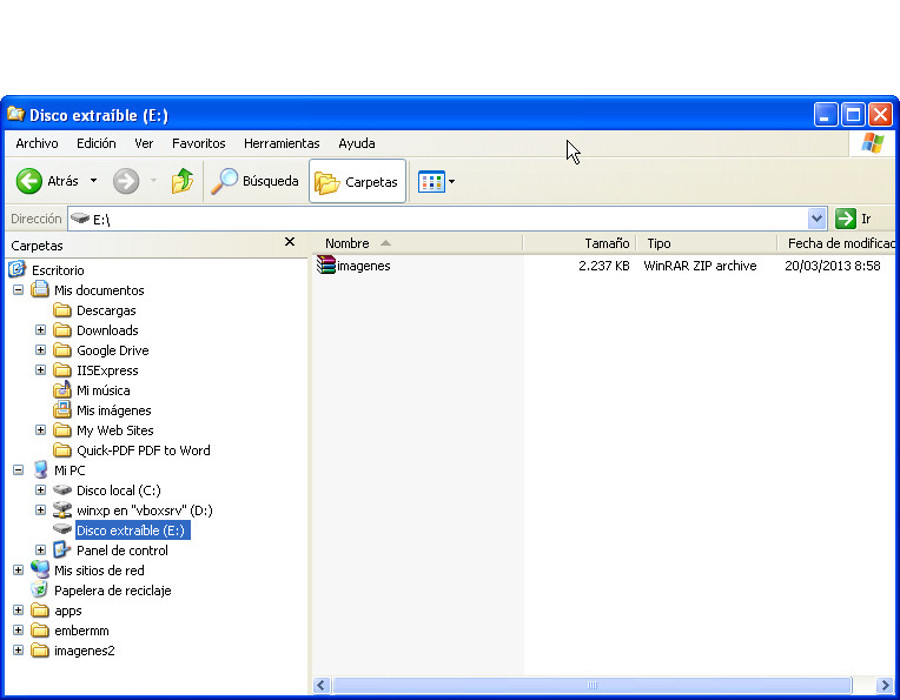 Disco extraíble (E:)
Archivo Edición Ver Favoritos Herramientas Ayuda
Atrás Búsqueda Carpetas
Dirección E:\ Ir
Carpetas
Nombre Tamaño Tipo Fecha de modificac
imagenes 2.237 KB WinRAR ZIP archive 20/03/2013 8:58
Escritorio
Mis documentos
Descargas
Downloads
Google Drive
IISExpress
Mi música
Mis imágenes
My Web Sites
Quick-PDF PDF to Word
Mi PC
Disco local (C:)
winxp en "vboxsrv" (D:)
Disco extraíble (E:)
Panel de control
Mis sitios de red
Papelera de reciclaje
apps
embermm
imagenes2